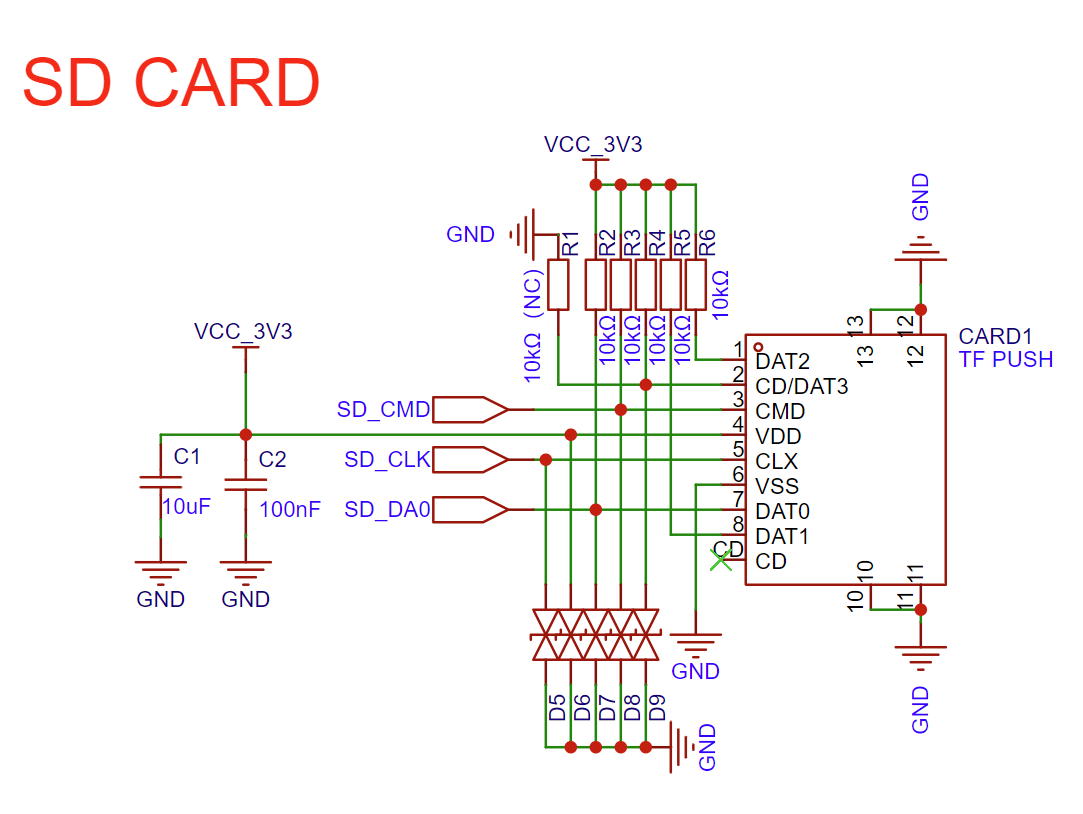 SD CARD
VCC_3V3
GND
GND
R1
R2
R3
R4
R5
R6
10kΩ (NC)
10kΩ
10kΩ
10kΩ
10kΩ
10kΩ
VCC_3V3
13
12
13
12
CARD1
TF PUSH
1
DAT2
2
CD/DAT3
SD_CMD
3
CMD
4
VDD
C1
C2
SD_CLK
5
CLX
6
VSS
10uF
100nF
SD_DA0
7
DAT0
8
DAT1
CD
CD
10
11
10
11
GND
GND
GND
D5
D6
D7
D8
D9
GND
GND